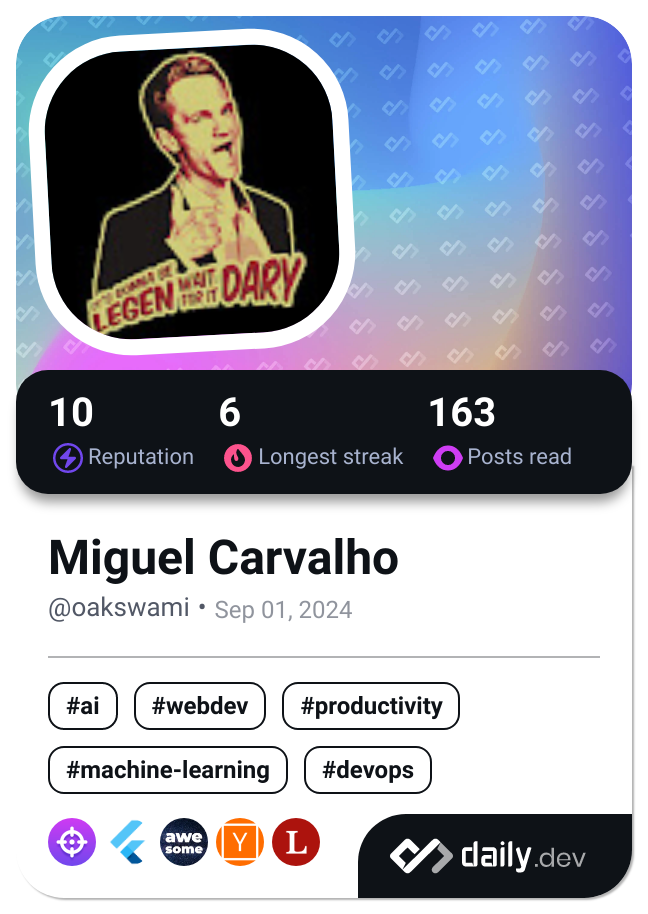 IT'S GONNA BE
LEGEN WAIT FOR IT DARY
10 6 163
Reputation Longest streak Posts read
Miguel Carvalho
@oakswami • Sep 01, 2024
#ai #webdev #productivity
#machine-learning #devops
awe
some
Y
L
daily.dev